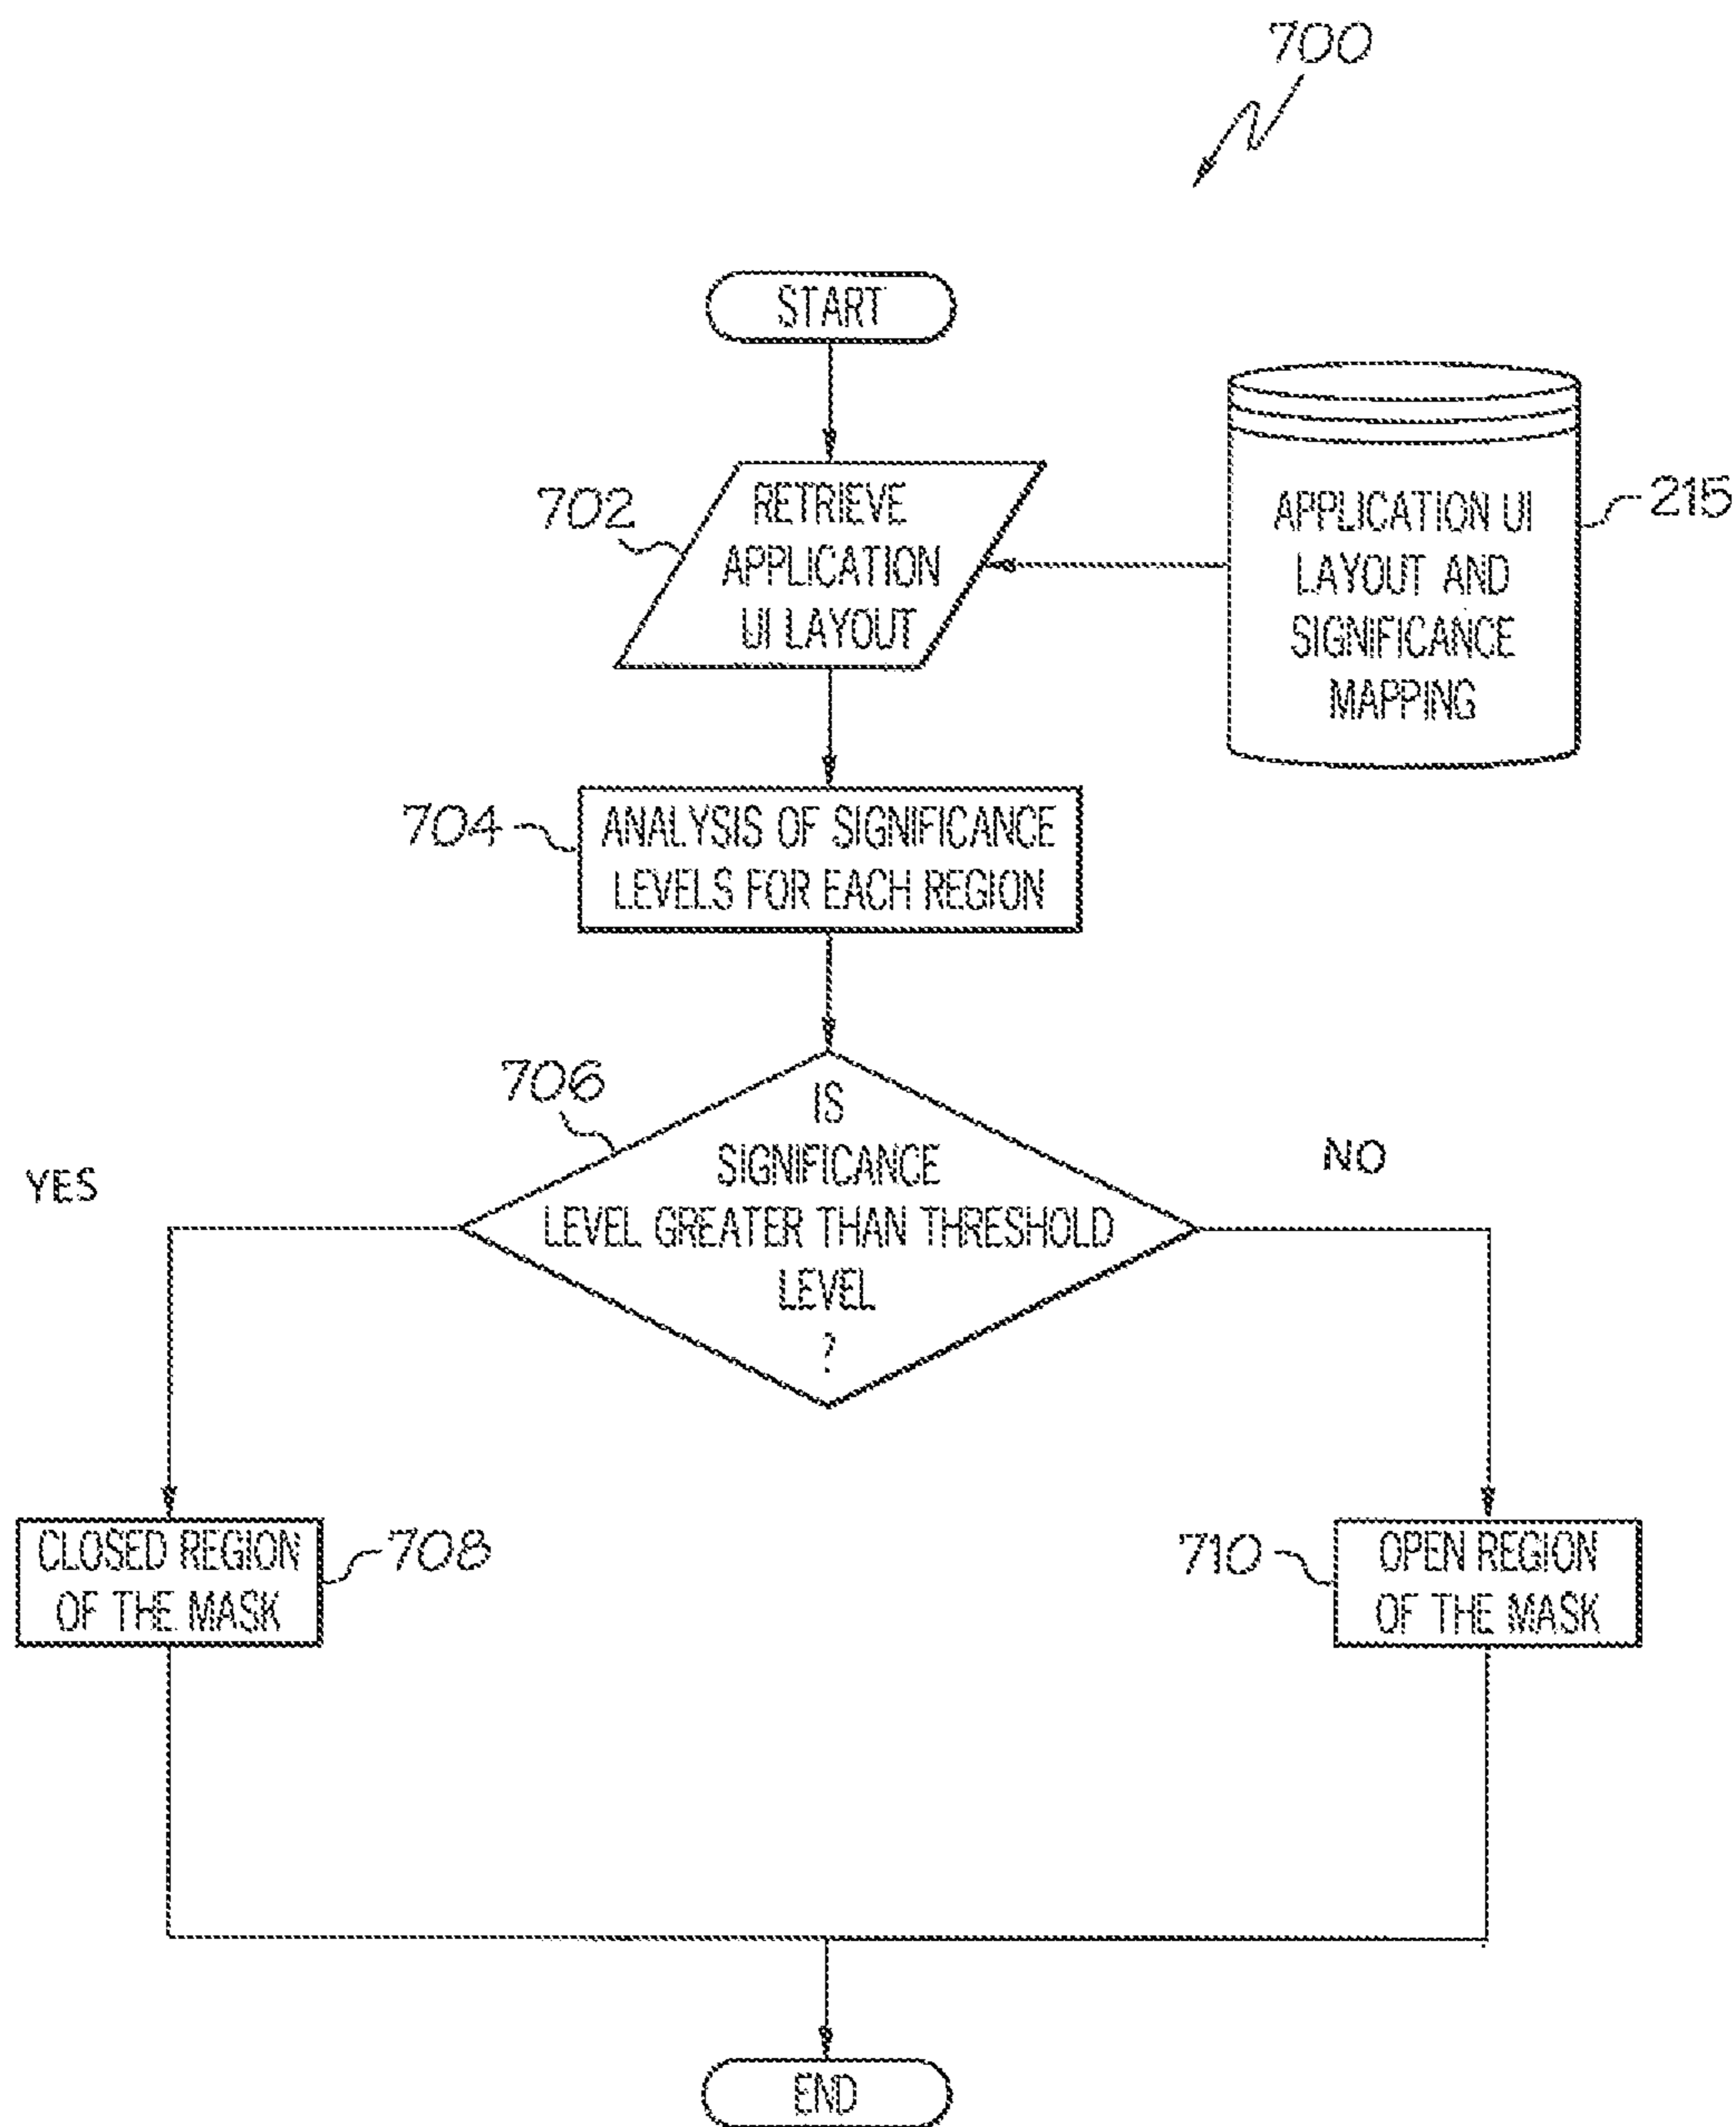 700
START
702
RETRIEVE
APPLICATION
UI LAYOUT
APPLICATION UI
LAYOUT AND
SIGNIFICANCE
MAPPING
215
704
ANALYSIS OF SIGNIFICANCE
LEVELS FOR EACH REGION
706
IS
SIGNIFICANCE
LEVEL GREATER THAN THRESHOLD
LEVEL
?
YES
NO
CLOSED REGION
OF THE MASK
708
710
OPEN REGION
OF THE MASK
END